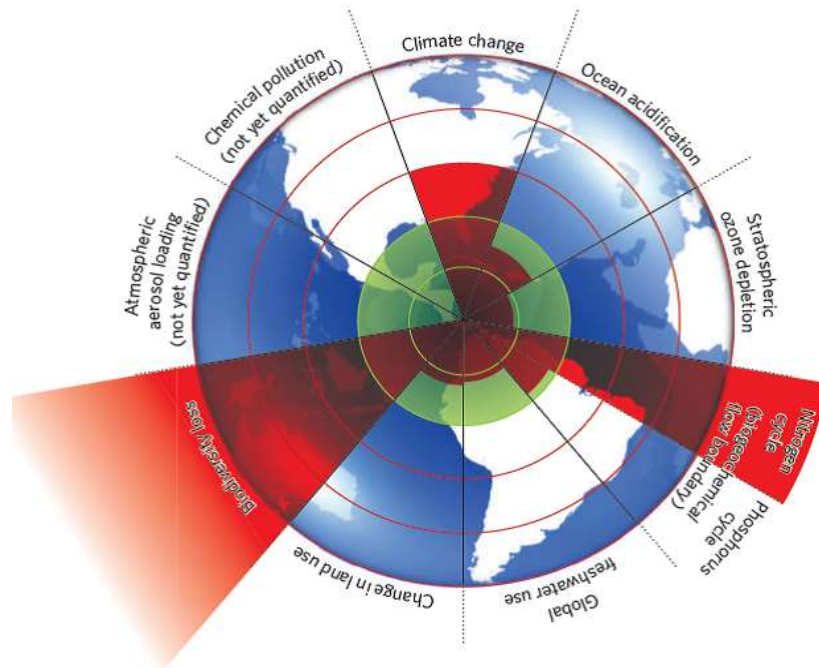 Climate change
Ocean acidification
Stratospheric
ozone depletion
Nitrogen
cycle
(biogeochemical
flow boundary)
Phosphorus
cycle
Global
freshwater use
Change in land use
Biodiversity loss
Atmospheric
aerosol loading
(not yet quantified)
Chemical pollution
(not yet quantified)